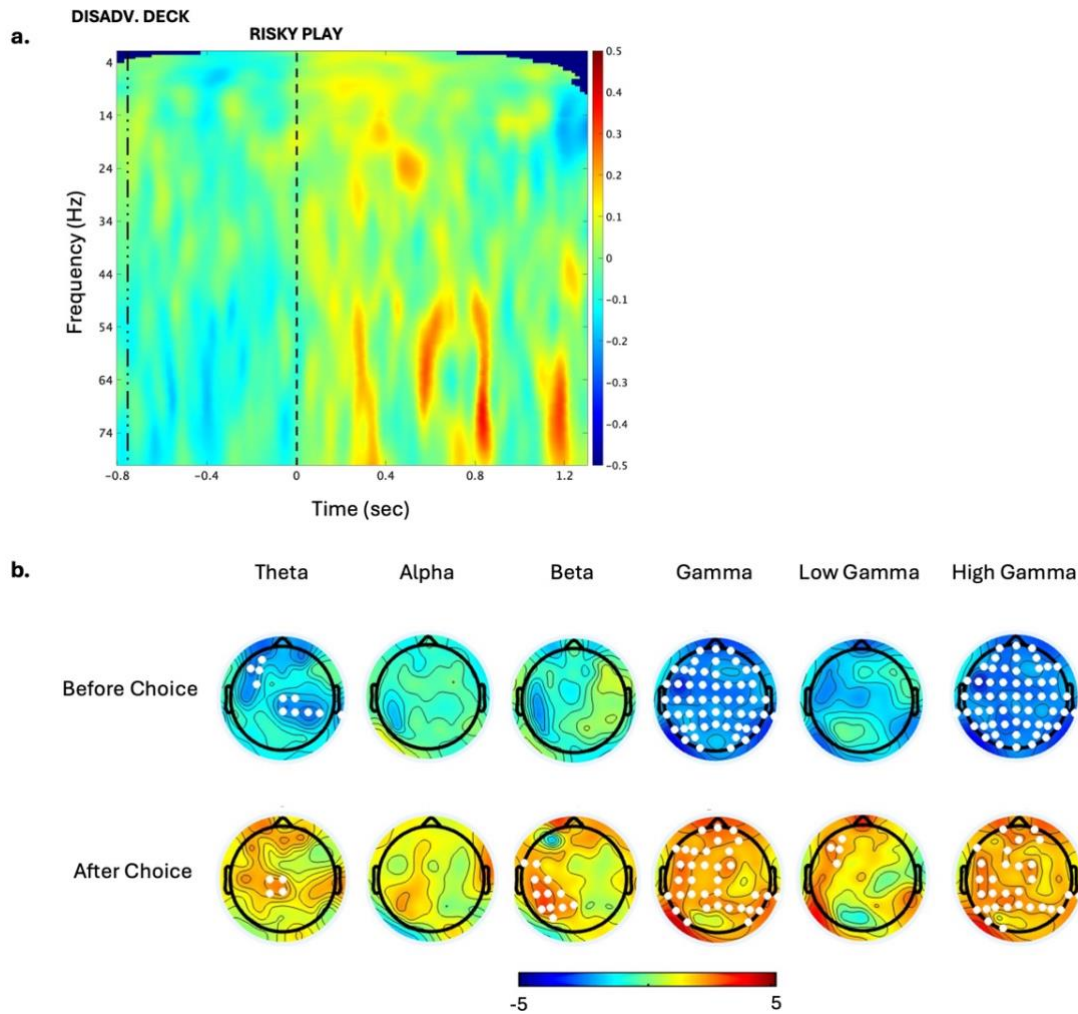 DISADV. DECK
a.
RISKY PLAY
4
14
24
34
44
54
64
74
Frequency (Hz)
-0.8
-0.4
0
0.4
0.8
1.2
Time (sec)
0.5
0.4
0.3
0.2
0.1
0
-0.1
-0.2
-0.3
-0.4
-0.5
b.
Theta Alpha Beta Gamma Low Gamma High Gamma
Before Choice
After Choice
-5 5